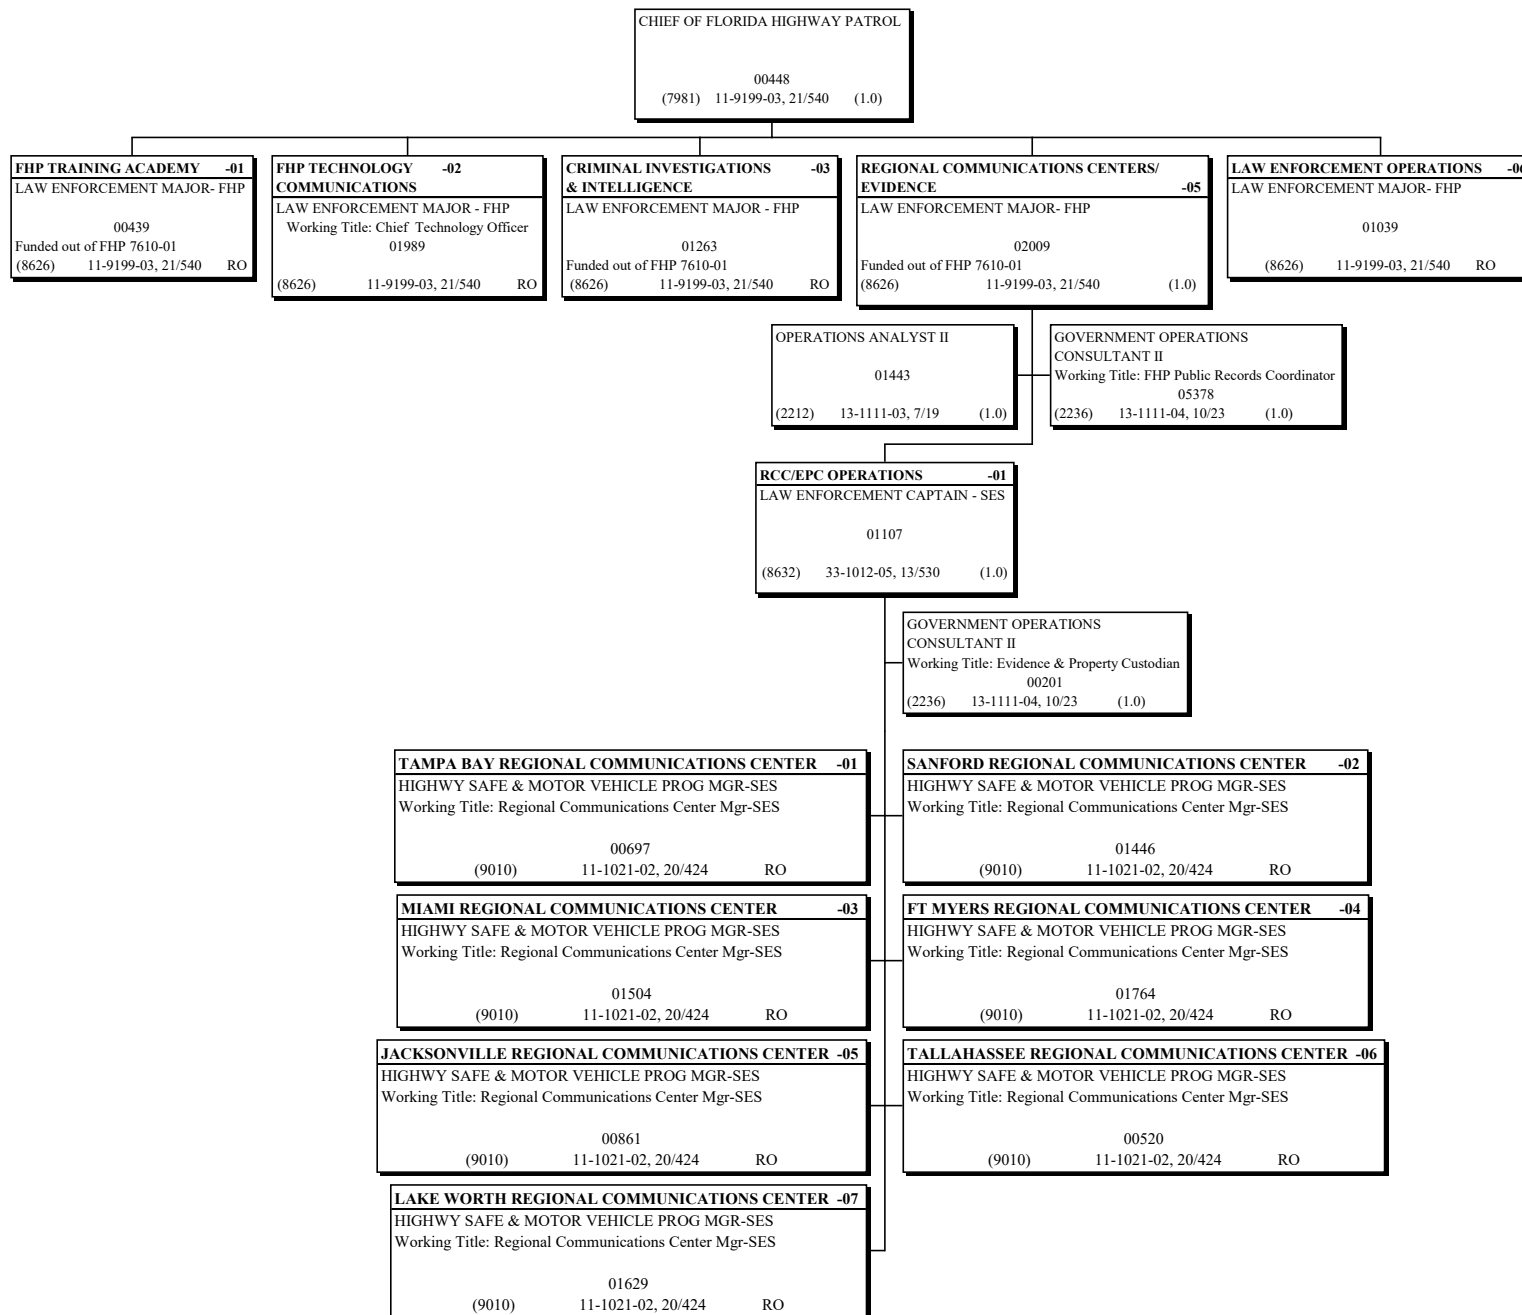 CHIEF OF FLORIDA HIGHWAY PATROL
00448
(7981) 11-9199-03, 21/540 (1.0)
FHP TRAINING ACADEMY -01
LAW ENFORCEMENT MAJOR- FHP
00439
Funded out of FHP 7610-01
(8626) 11-9199-03, 21/540 RO
FHP TECHNOLOGY -02
COMMUNICATIONS
LAW ENFORCEMENT MAJOR - FHP
Working Title: Chief Technology Officer
01989
(8626) 11-9199-03, 21/540 RO
CRIMINAL INVESTIGATIONS -03
& INTELLIGENCE
LAW ENFORCEMENT MAJOR - FHP
01263
Funded out of FHP 7610-01
(8626) 11-9199-03, 21/540 RO
REGIONAL COMMUNICATIONS CENTERS/
EVIDENCE -05
LAW ENFORCEMENT MAJOR- FHP
02009
Funded out of FHP 7610-01
(8626) 11-9199-03, 21/540 (1.0)
LAW ENFORCEMENT OPERATIONS -06
LAW ENFORCEMENT MAJOR- FHP
01039
(8626) 11-9199-03, 21/540 RO
OPERATIONS ANALYST II
01443
(2212) 13-1111-03, 7/19 (1.0)
GOVERNMENT OPERATIONS
CONSULTANT II
Working Title: FHP Public Records Coordinator
05378
(2236) 13-1111-04, 10/23 (1.0)
RCC/EPC OPERATIONS -01
LAW ENFORCEMENT CAPTAIN - SES
01107
(8632) 33-1012-05, 13/530 (1.0)
GOVERNMENT OPERATIONS
CONSULTANT II
Working Title: Evidence & Property Custodian
00201
(2236) 13-1111-04, 10/23 (1.0)
TAMPA BAY REGIONAL COMMUNICATIONS CENTER -01
HIGHWY SAFE & MOTOR VEHICLE PROG MGR-SES
Working Title: Regional Communications Center Mgr-SES
00697
(9010) 11-1021-02, 20/424 RO
SANFORD REGIONAL COMMUNICATIONS CENTER -02
HIGHWY SAFE & MOTOR VEHICLE PROG MGR-SES
Working Title: Regional Communications Center Mgr-SES
01446
(9010) 11-1021-02, 20/424 RO
MIAMI REGIONAL COMMUNICATIONS CENTER -03
HIGHWY SAFE & MOTOR VEHICLE PROG MGR-SES
Working Title: Regional Communications Center Mgr-SES
01504
(9010) 11-1021-02, 20/424 RO
FT MYERS REGIONAL COMMUNICATIONS CENTER -04
HIGHWY SAFE & MOTOR VEHICLE PROG MGR-SES
Working Title: Regional Communications Center Mgr-SES
01764
(9010) 11-1021-02, 20/424 RO
JACKSONVILLE REGIONAL COMMUNICATIONS CENTER -05
HIGHWY SAFE & MOTOR VEHICLE PROG MGR-SES
Working Title: Regional Communications Center Mgr-SES
00861
(9010) 11-1021-02, 20/424 RO
TALLAHASSEE REGIONAL COMMUNICATIONS CENTER -06
HIGHWY SAFE & MOTOR VEHICLE PROG MGR-SES
Working Title: Regional Communications Center Mgr-SES
00520
(9010) 11-1021-02, 20/424 RO
LAKE WORTH REGIONAL COMMUNICATIONS CENTER -07
HIGHWY SAFE & MOTOR VEHICLE PROG MGR-SES
Working Title: Regional Communications Center Mgr-SES
01629
(9010) 11-1021-02, 20/424 RO